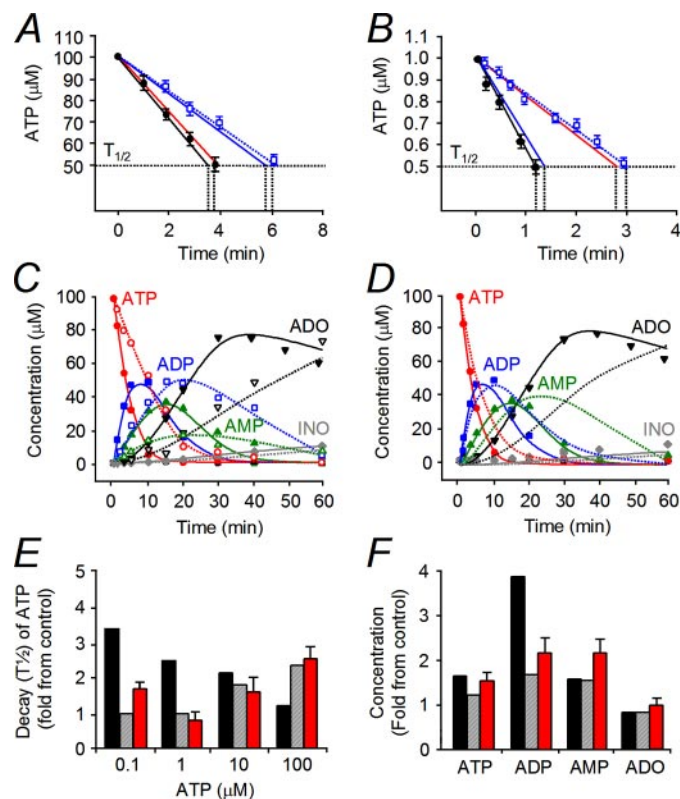 A
110
100
90
80
70
60
50
ATP
(µM)
T1/2
0 2 4 6 8
Time (min)
B
1.1
1.0
0.9
0.8
0.7
0.6
0.5
ATP
(µM)
T1/2
0 1 2 3 4
Time (min)
C
100
80
60
40
20
0
Concentration
(µM)
ATP
ADP
AMP
ADO
INO
0 10 20 30 40 50 60
Time (min)
D
100
80
60
40
20
0
Concentration
(µM)
ATP
ADP
AMP
ADO
INO
0 10 20 30 40 50 60
Time (min)
E
5
4
3
2
1
0
Decay (T½) of ATP
(fold from control)
0.1 1 10 100
ATP (µM)
F
4
3
2
1
0
Concentration
(Fold from control)
ATP ADP AMP ADO